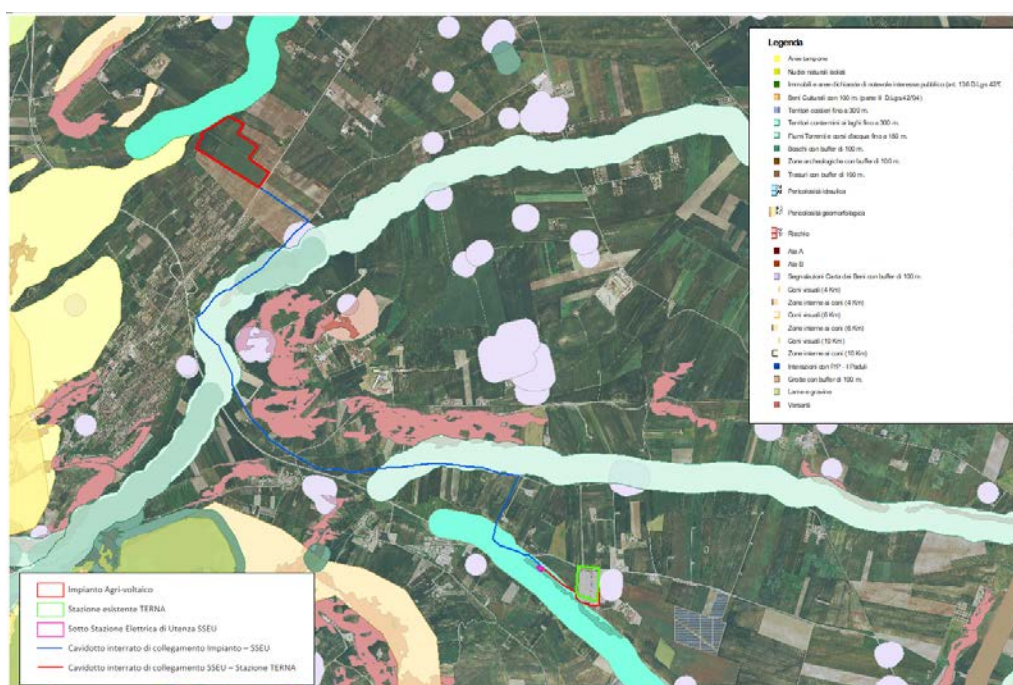 Legenda
Aree tampone
Nuclei naturali isolati
Immobili e aree dichiarate di notevole interesse pubblico (art. 136 D.Lgs 42/
Beni Culturali con 100 m. (parte II D.Lgs 42/04)
Territori costieri fino a 300 m.
Territori contermini ai laghi fino a 300 m.
Fiumi Torrenti e corsi d'acqua fino a 150 m.
Boschi con buffer di 100 m.
Zone archeologiche con buffer di 100 m.
Tratturi con buffer di 100 m.
Pericolosità idraulica
Pericolosità geomorfologica
Rischio
Ate A
Ate B
Segnalazioni Carta dei Beni con buffer di 100 m.
Coni visuali (4 Km)
Zone interne ai coni (4 Km)
Coni visuali (6 Km)
Zone interne ai coni (6 Km)
Coni visuali (10 Km)
Zone interne ai coni (10 Km)
Interazioni con P/P - I Paduli
Grotte con buffer di 100 m.
Lame e gravine
Versanti
Impianto Agri-voltaico
Stazione esistente TERNA
Sotto Stazione Elettrica di Utenza SSEU
Cavidotto interrato di collegamento Impianto – SSEU
Cavidotto interrato di collegamento SSEU – Stazione TERNA